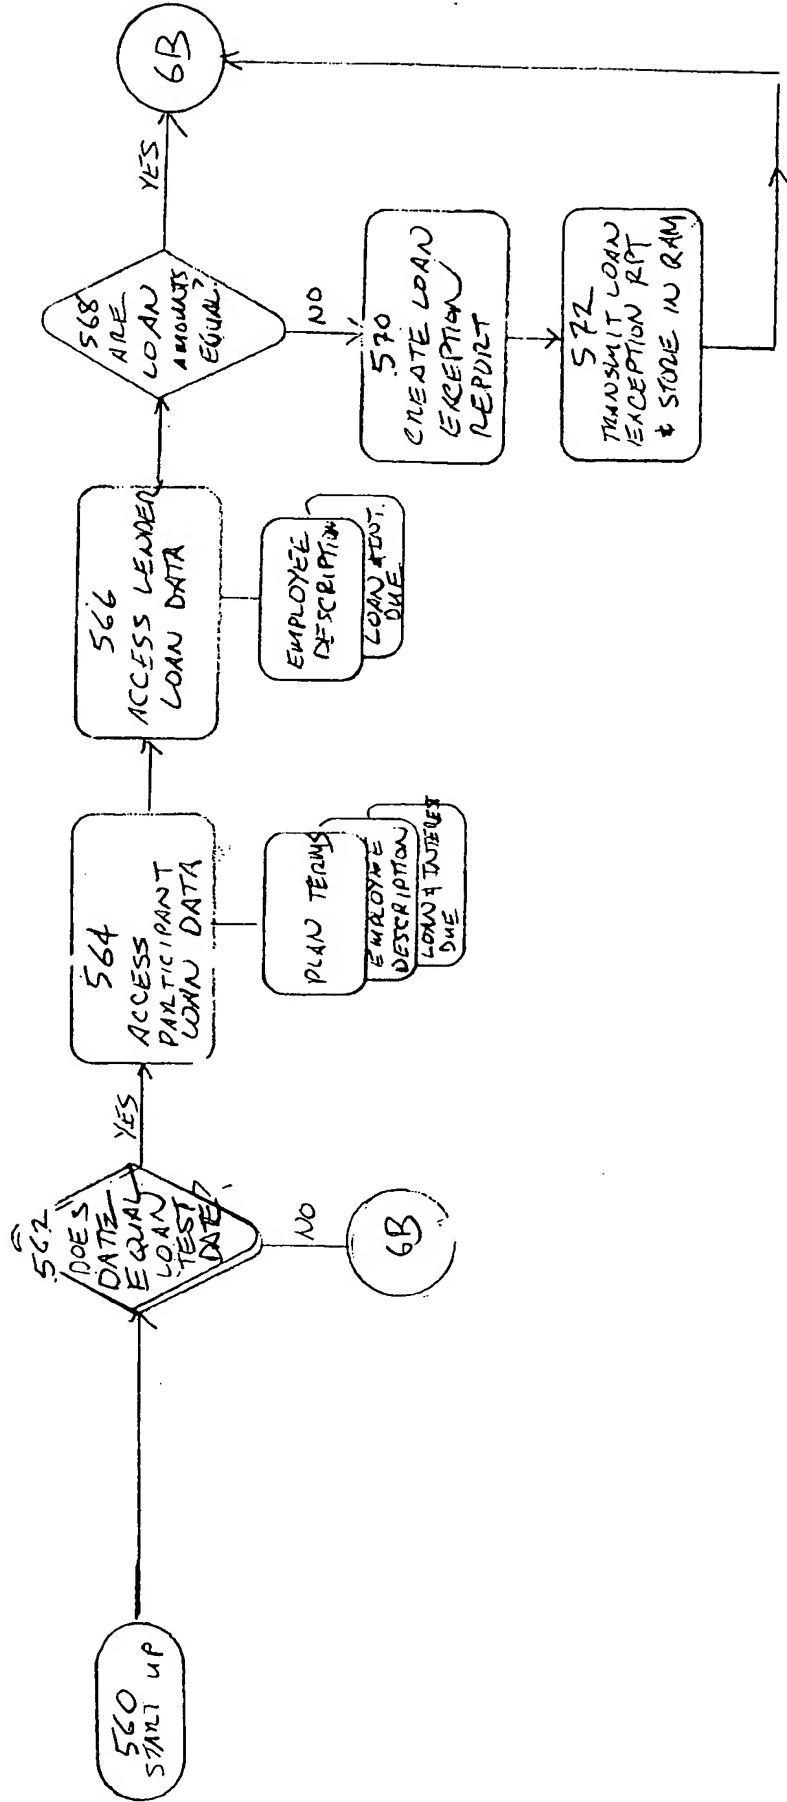 560
START UP
562
DOES
DATE
EQUAL
LOAN
TEST
DATE?
YES
NO
6B
564
ACCESS
PARTICIPANT
LOAN DATA
PLAN TERMS
EMPLOYEE
DESCRIPTION
LOAN & INTEREST
DUE
566
ACCESS LENDER
LOAN DATA
EMPLOYEE
DESCRIPTION
LOAN & INT.
DUE
568
ARE
LOAN
AMOUNTS
EQUAL?
YES
6B
NO
570
CREATE LOAN
EXCEPTION
REPORT
572
TRANSMIT LOAN
EXCEPTION RPT
& STORE IN RAM